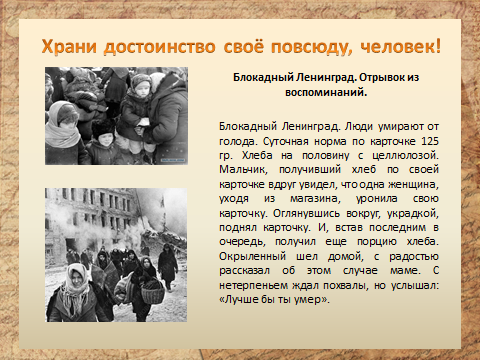 Храни достоинство своё повсюду, человек!
Блокадный Ленинград. Отрывок из
воспоминаний.
Блокадный Ленинград. Люди умирают от
голода. Суточная норма по карточке 125
гр. Хлеба на половину с целлюлозой.
Мальчик, получивший хлеб по своей
карточке вдруг увидел, что одна женщина,
уходя из магазина, уронила свою
карточку. Оглянувшись вокруг, украдкой,
поднял карточку. И, встав последним в
очередь, получил еще порцию хлеба.
Окрыленный шел домой, с радостью
рассказал об этом случае маме. С
нетерпеньем ждал похвалы, но услышал:
«Лучше бы ты умер».